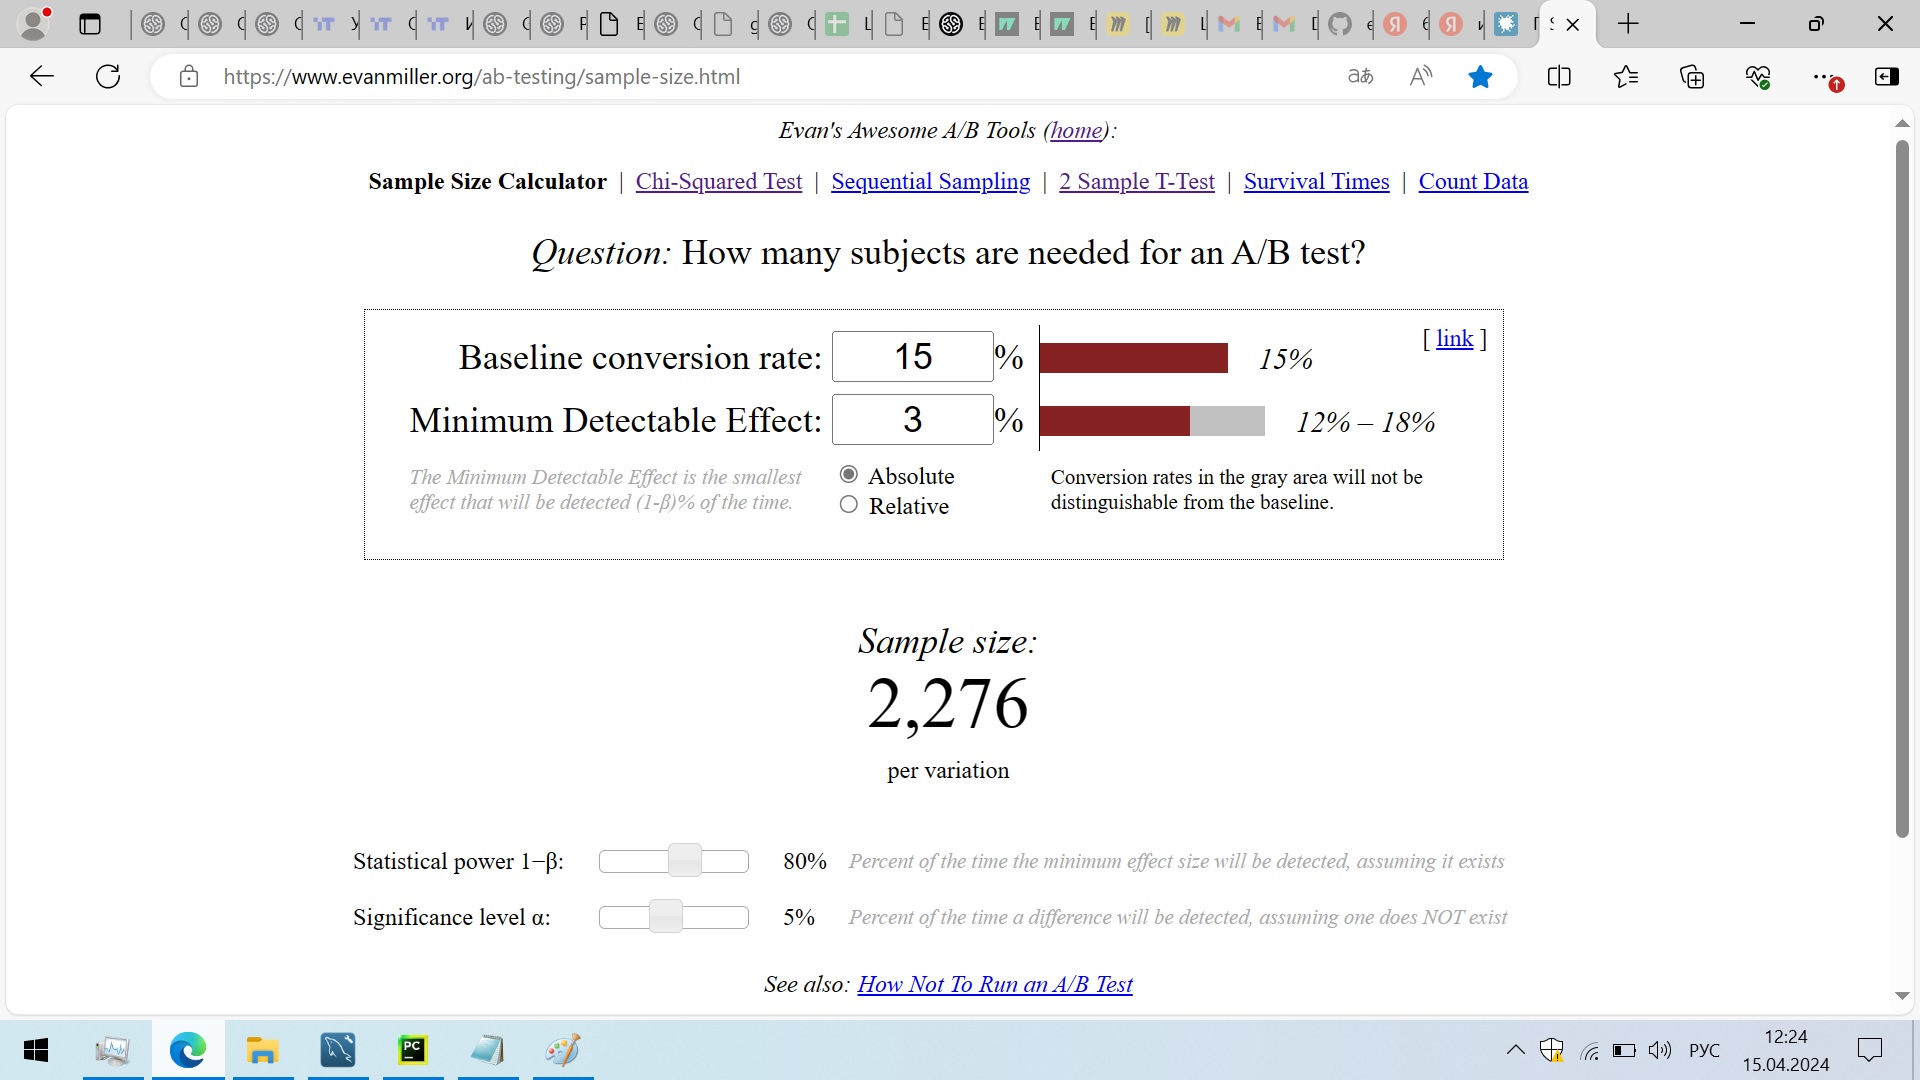 https://www.evanmiller.org/ab-testing/sample-size.html
Evan's Awesome A/B Tools (home):
Sample Size Calculator | Chi-Squared Test | Sequential Sampling | 2 Sample T-Test | Survival Times | Count Data
Question: How many subjects are needed for an A/B test?
[ link ]
Baseline conversion rate: 15 % 15%
Minimum Detectable Effect: 3 % 12% – 18%
The Minimum Detectable Effect is the smallest
effect that will be detected (1-β)% of the time.
Absolute
Relative
Conversion rates in the gray area will not be
distinguishable from the baseline.
Sample size:
2,276
per variation
Statistical power 1−β: 80% Percent of the time the minimum effect size will be detected, assuming it exists
Significance level α: 5% Percent of the time a difference will be detected, assuming one does NOT exist
See also: How Not To Run an A/B Test
PC
РУС
12:24
15.04.2024